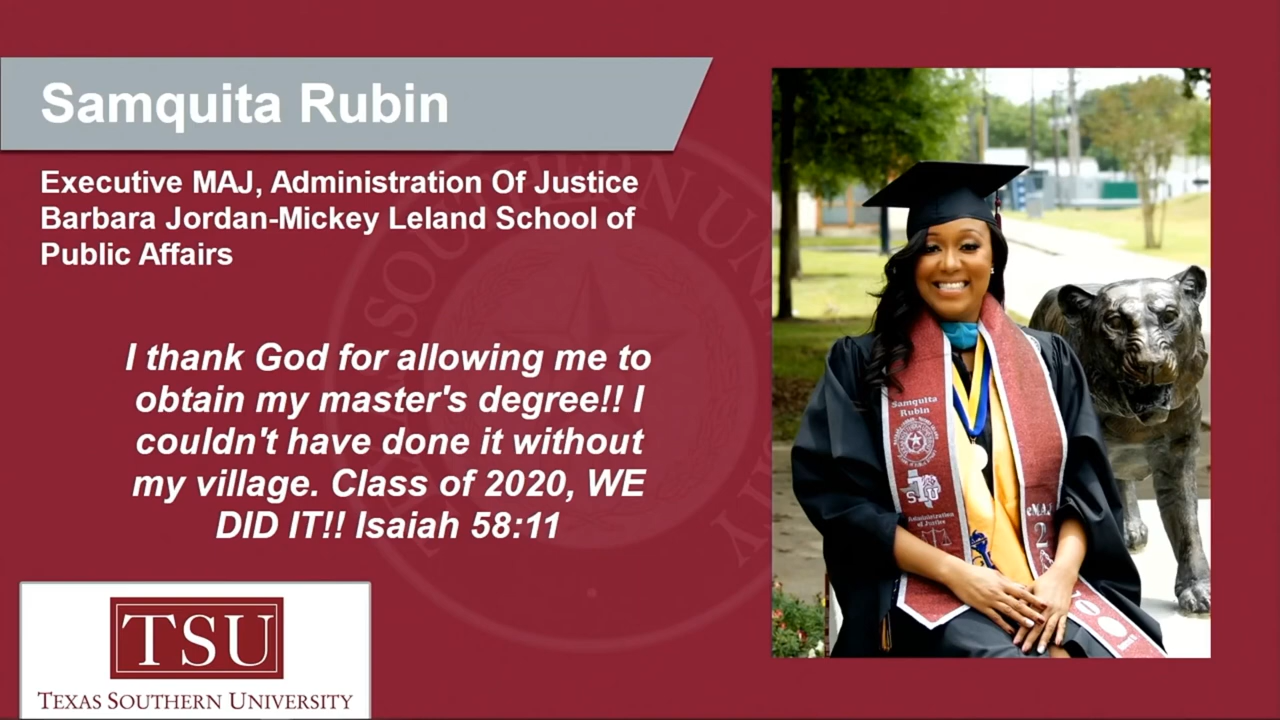 Samquita Rubin
Executive MAJ, Administration Of Justice
Barbara Jordan-Mickey Leland School of
Public Affairs
I thank God for allowing me to
obtain my master's degree!! I
couldn't have done it without
my village. Class of 2020, WE
DID IT!! Isaiah 58:11
TSU
TEXAS SOUTHERN UNIVERSITY
Samquita
Rubin
Administration
of Justice
eMAJ